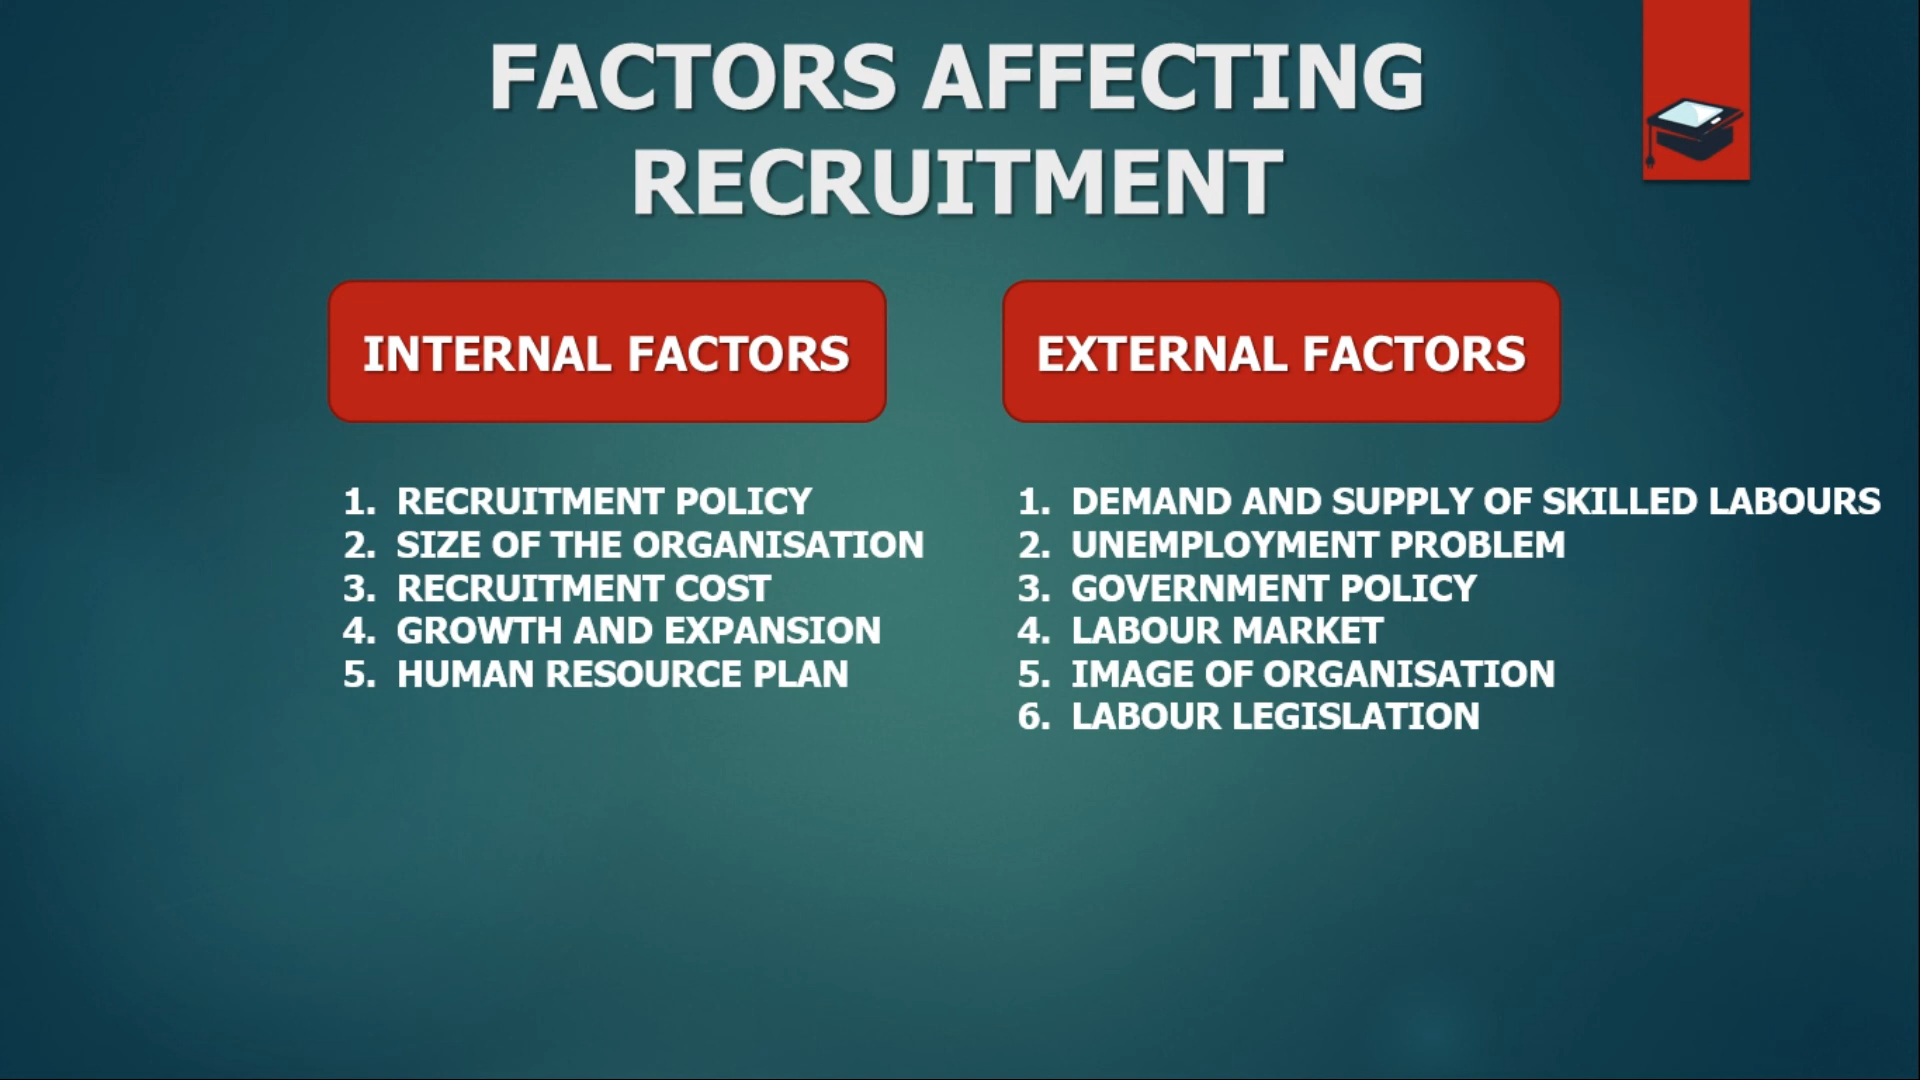 FACTORS AFFECTING
RECRUITMENT
INTERNAL FACTORS
1. RECRUITMENT POLICY
2. SIZE OF THE ORGANISATION
3. RECRUITMENT COST
4. GROWTH AND EXPANSION
5. HUMAN RESOURCE PLAN
EXTERNAL FACTORS
1. DEMAND AND SUPPLY OF SKILLED LABOURS
2. UNEMPLOYMENT PROBLEM
3. GOVERNMENT POLICY
4. LABOUR MARKET
5. IMAGE OF ORGANISATION
6. LABOUR LEGISLATION